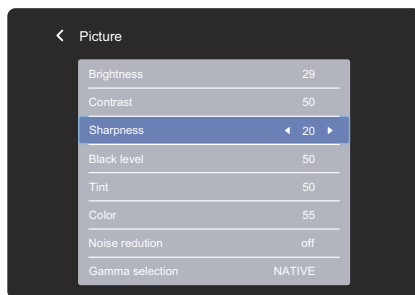 Picture
Brightness 29
Contrast 50
Sharpness 20
Black level 50
Tint 50
Color 55
Noise redution off
Gamma selection NATIVE